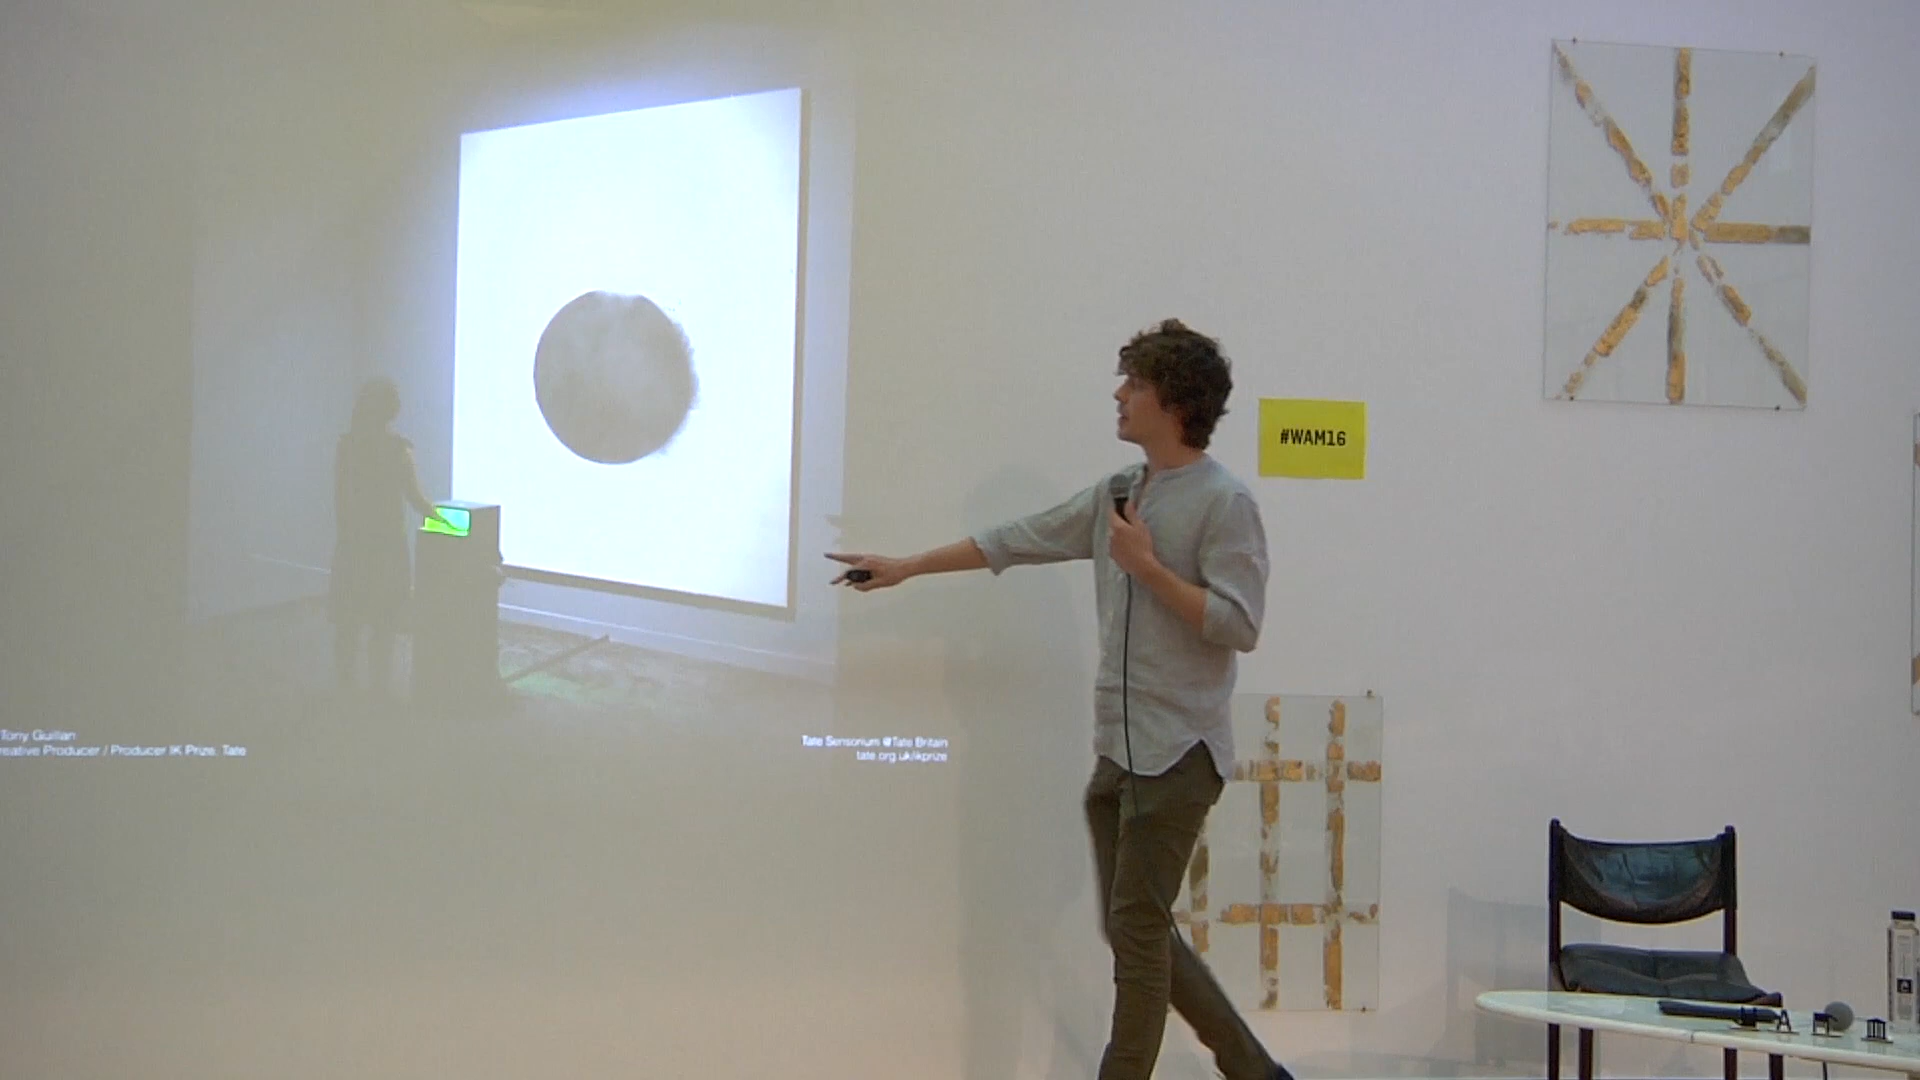 #WAM16
Tony Guillan
reative Producer / Producer IK Prize, Tate
Tate Sensorium @Tate Britain
tate.org.uk/ikprize